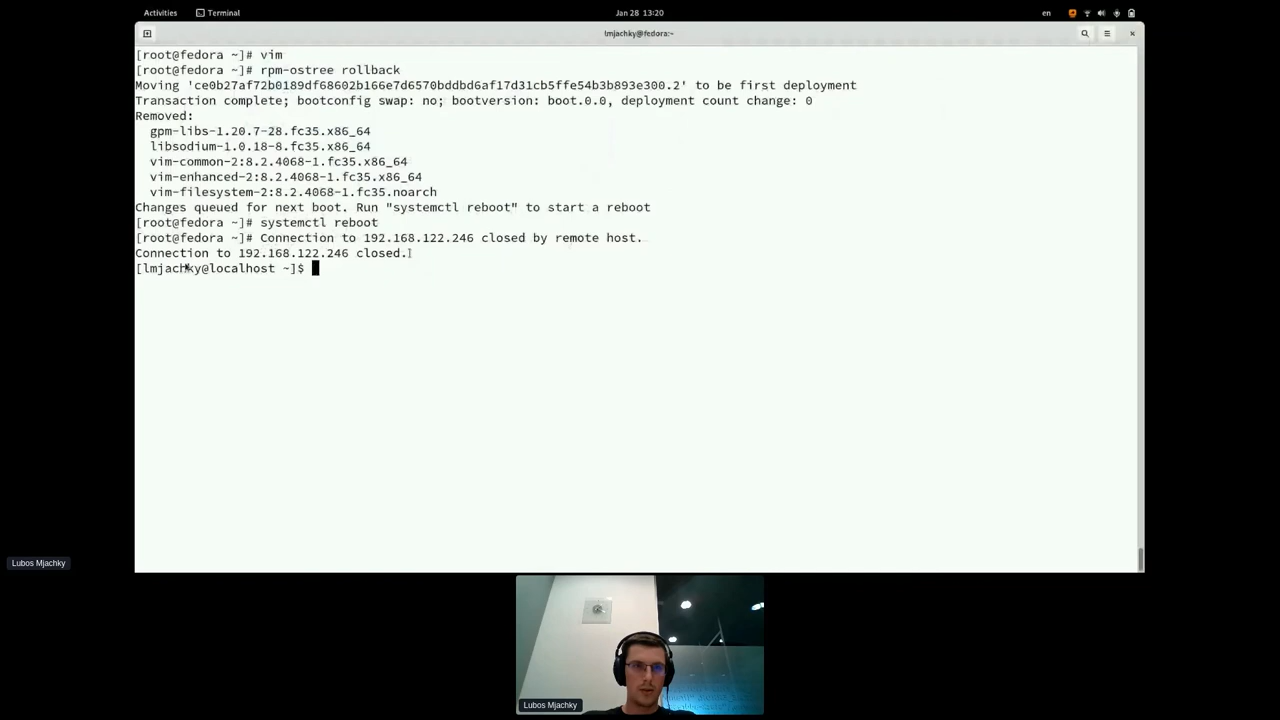 Activities
Terminal
Jan 28 13:20
en
lmjachky@fedora:~
[root@fedora ~]# vim
[root@fedora ~]# rpm-ostree rollback
Moving 'ce0b27af72b0189df68602b166e7d6570bddbd6af17d31cb5ffe54b3b893e300.2' to be first deployment
Transaction complete; bootconfig swap: no; bootversion: boot.0.0, deployment count change: 0
Removed:
gpm-libs-1.20.7-28.fc35.x86_64
libsodium-1.0.18-8.fc35.x86_64
vim-common-2:8.2.4068-1.fc35.x86_64
vim-enhanced-2:8.2.4068-1.fc35.x86_64
vim-filesystem-2:8.2.4068-1.fc35.noarch
Changes queued for next boot. Run "systemctl reboot" to start a reboot
[root@fedora ~]# systemctl reboot
[root@fedora ~]# Connection to 192.168.122.246 closed by remote host.
Connection to 192.168.122.246 closed.
[lmjachky@localhost ~]$
Lubos Mjachky
Lubos Mjachky